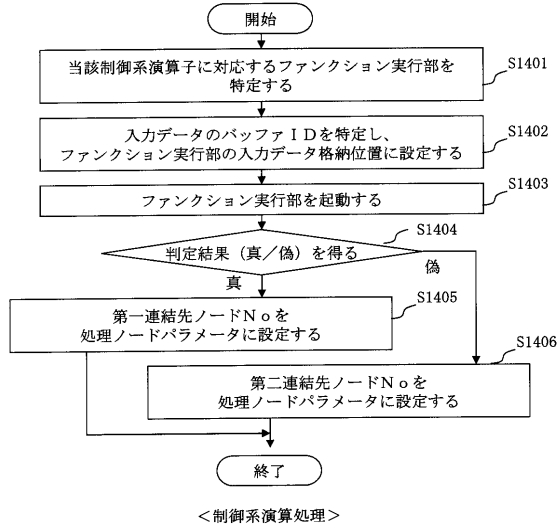 開始
当該制御系演算子に対応するファンクション実行部を
特定する
S1401
入力データのバッファＩＤを特定し、
ファンクション実行部の入力データ格納位置に設定する
S1402
ファンクション実行部を起動する
S1403
判定結果（真／偽）を得る
S1404
真
偽
第一連結先ノードＮｏを
処理ノードパラメータに設定する
S1405
第二連結先ノードＮｏを
処理ノードパラメータに設定する
S1406
終了
＜制御系演算処理＞